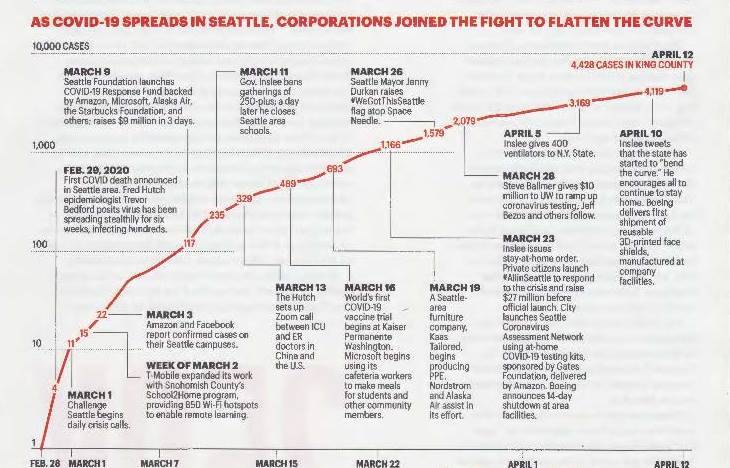 AS COVID-19 SPREADS IN SEATTLE, CORPORATIONS JOINED THE FIGHT TO FLATTEN THE CURVE
10,000 CASES
APRIL 12
4,428 CASES IN KING COUNTY
MARCH 9
Seattle Foundation launches
COVID-19 Response Fund backed
by Amazon, Microsoft, Alaska Air,
the Starbucks Foundation, and
others; raises $9 million in 3 days.
MARCH 11
Gov. Inslee bans
gatherings of
250-plus; a day
later he closes
Seattle area
schools.
MARCH 26
Seattle Mayor Jenny
Durkan raises
#WeGotThisSeattle
flag atop Space
Needle.
4,119
3,169
2,079
1,579
1,166
693
489
329
235
117
22
15
11
4
1,000
100
10
1
APRIL 5
Inslee gives 400
ventilators to N.Y. State.
APRIL 10
Inslee tweets
that the state has
started to "bend
the curve." He
encourages all to
continue to stay
home. Boeing
delivers first
shipment of
reusable
3D-printed face
shields,
manufactured at
company
facilities.
FEB. 29, 2020
First COVID death announced
in Seattle area. Fred Hutch
epidemiologist Trevor
Bedford posits virus has been
spreading stealthily for six
weeks, infecting hundreds.
MARCH 28
Steve Ballmer gives $10
million to UW to ramp up
coronavirus testing; Jeff
Bezos and others follow.
MARCH 23
Inslee issues
stay-at-home order.
Private citizens launch
#AllinSeattle to respond
to the crisis and raise
$27 million before
official launch. City
launches Seattle
Coronavirus
Assessment Network
using at-home
COVID-19 testing kits,
sponsored by Gates
Foundation, delivered
by Amazon. Boeing
announces 14-day
shutdown at area
facilities.
MARCH 3
Amazon and Facebook
report confirmed cases on
their Seattle campuses.
WEEK OF MARCH 2
T-Mobile expanded its work
with Snohomish County's
School2Home program,
providing 850 Wi-Fi hotspots
to enable remote learning.
MARCH 1
Challenge
Seattle begins
daily crisis calls.
MARCH 13
The Hutch
sets up
Zoom call
between ICU
and ER
doctors in
China and
the U.S.
MARCH 16
World's first
COVID-19
vaccine trial
begins at Kaiser
Permanente
Washington.
Microsoft begins
using its
cafeteria workers
to make meals
for students and
other community
members.
MARCH 19
A Seattle-
area
furniture
company,
Kaas
Tailored,
begins
producing
PPE.
Nordstrom
and Alaska
Air assist in
its effort.
FEB. 28 MARCH 1 MARCH 7 MARCH 15 MARCH 22 APRIL 1 APRIL 12